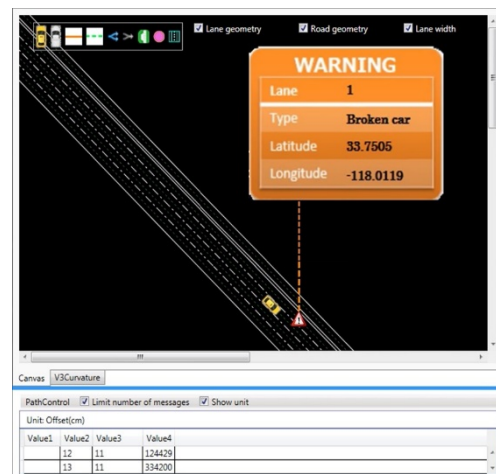 Lane geometry Road geometry Lane width
WARNING
Lane 1
Type Broken car
Latitude 33.7505
Longitude -118.0119
Canvas V3Curvature
PathControl Limit number of messages Show unit
Unit: Offset(cm)
Value1 Value2 Value3 Value4
12 11 124429
13 11 334200